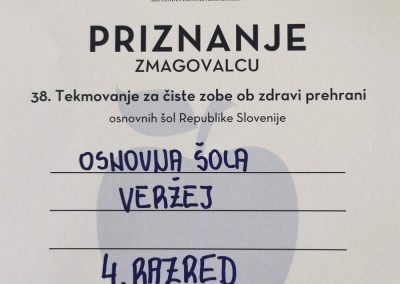 PRIZNANJE
ZMAGOVALCU
38. Tekmovanje za čiste zobe ob zdravi prehrani
osnovnih šol Republike Slovenije
OSNOVNA ŠOLA
VERŽEJ
4. RAZRED